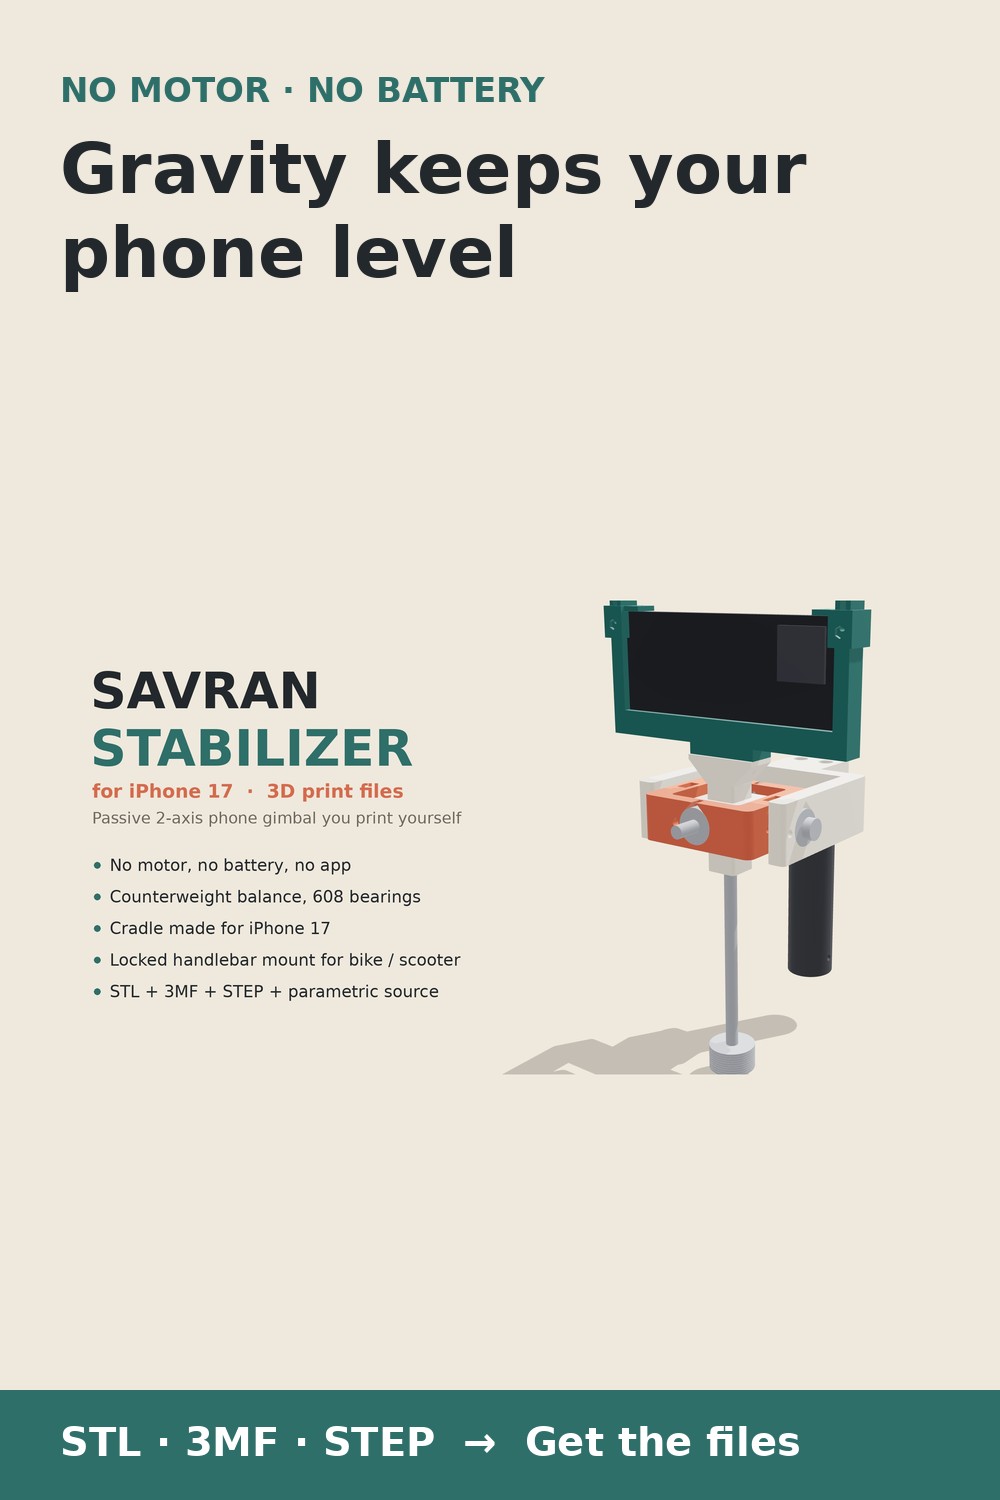 NO MOTOR · NO BATTERY
Gravity keeps your
phone level
SAVRAN
STABILIZER
for iPhone 17 · 3D print files
Passive 2-axis phone gimbal you print yourself
• No motor, no battery, no app
• Counterweight balance, 608 bearings
• Cradle made for iPhone 17
• Locked handlebar mount for bike / scooter
• STL + 3MF + STEP + parametric source
STL · 3MF · STEP → Get the files